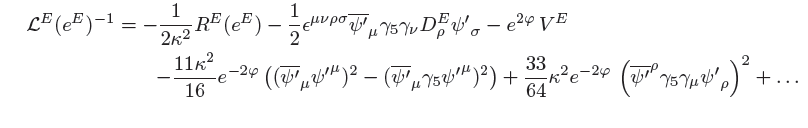 $\mathcal{L}^E(e^E)^{-1} = -\frac{1}{2\kappa^2} R^E(e^E) - \frac{1}{2} \epsilon^{\mu\nu\rho\sigma} \overline{\psi'}_\mu \gamma_5 \gamma_\nu D^E_\rho \psi'_\sigma - e^{2\varphi} V^E$
$-\frac{11\kappa^2}{16} e^{-2\varphi} \left( (\overline{\psi'}_\mu \psi'^\mu)^2 - (\overline{\psi'}_\mu \gamma_5 \psi'^\mu)^2 \right) + \frac{33}{64} \kappa^2 e^{-2\varphi} \left( \overline{\psi'}^\rho \gamma_5 \gamma_\mu \psi'_\rho \right)^2 + \ldots$